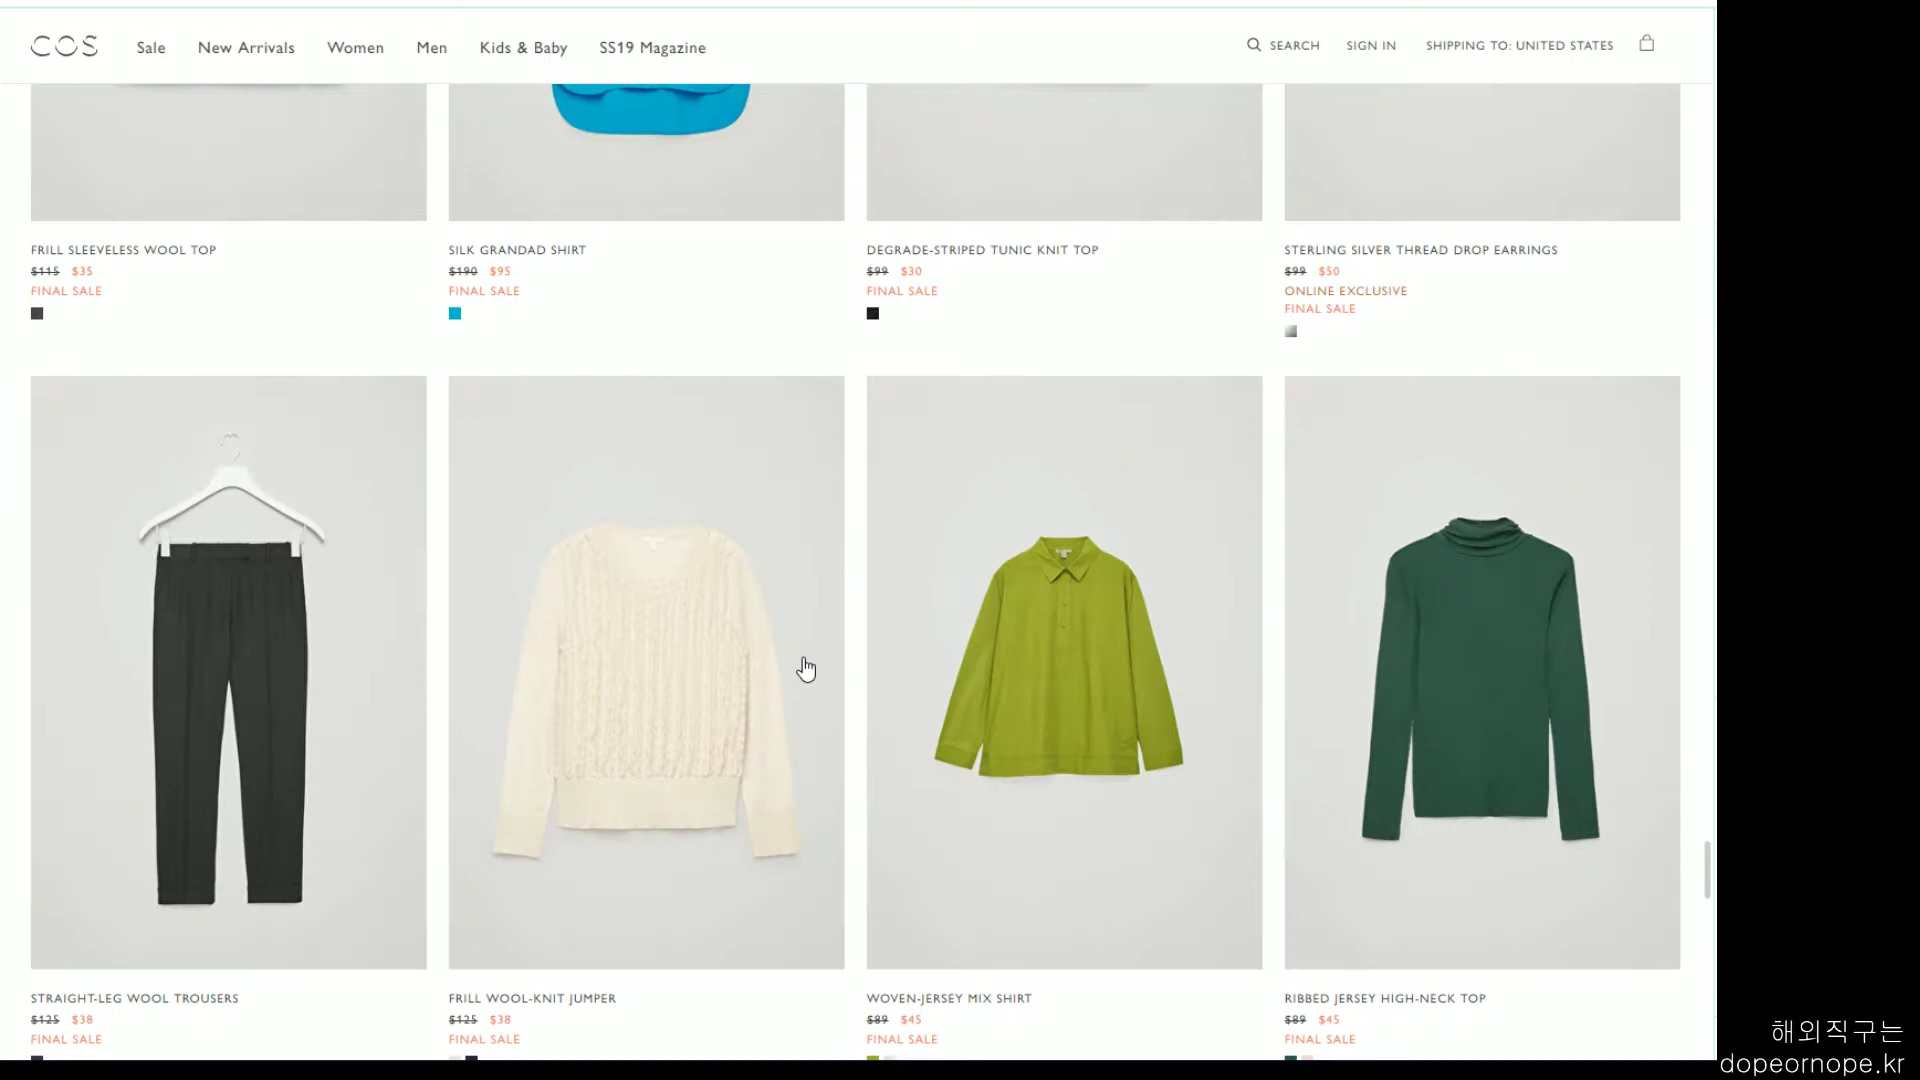 COS
Sale
New Arrivals
Women
Men
Kids & Baby
SS19 Magazine
SEARCH
SIGN IN
SHIPPING TO: UNITED STATES
FRILL SLEEVELESS WOOL TOP
$115 $35
FINAL SALE
SILK GRANDAD SHIRT
$190 $95
FINAL SALE
DEGRADE-STRIPED TUNIC KNIT TOP
$99 $30
FINAL SALE
STERLING SILVER THREAD DROP EARRINGS
$99 $50
ONLINE EXCLUSIVE
FINAL SALE
STRAIGHT-LEG WOOL TROUSERS
$125 $38
FINAL SALE
FRILL WOOL-KNIT JUMPER
$125 $38
FINAL SALE
WOVEN-JERSEY MIX SHIRT
$89 $45
FINAL SALE
RIBBED JERSEY HIGH-NECK TOP
$89 $45
FINAL SALE
해외직구는
dopeornope.kr